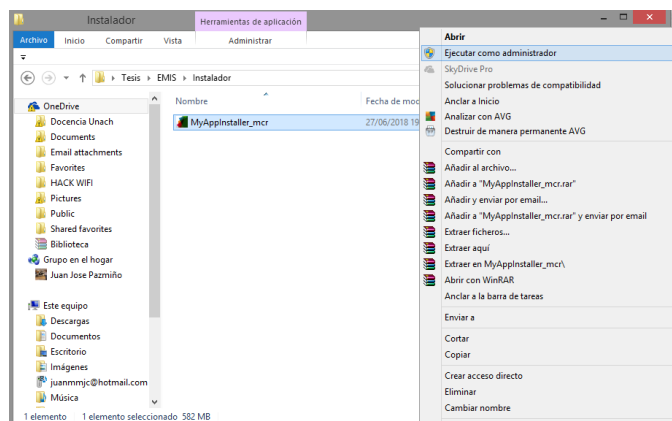 Instalador
Herramientas de aplicación
Archivo Inicio Compartir Vista Administrar
Tesis EMIS Instalador
Nombre Fecha de moc
MyAppInstaller_mcr 27/06/2018 19
OneDrive
Docencia Unach
Documents
Email attachments
Favorites
HACK WIFI
Pictures
Public
Shared favorites
Biblioteca
Grupo en el hogar
Juan Jose Pazmiño
Este equipo
Descargas
Documentos
Escritorio
Imágenes
juanmmjc@hotmail.com
Música
1 elemento 1 elemento seleccionado 582 MB
Abrir
Ejecutar como administrador
SkyDrive Pro
Solucionar problemas de compatibilidad
Anclar a Inicio
Analizar con AVG
Destruir de manera permanente AVG
Compartir con
Añadir al archivo...
Añadir a "MyAppInstaller_mcr.rar"
Añadir y enviar por email...
Añadir a "MyAppInstaller_mcr.rar" y enviar por email
Extraer ficheros...
Extraer aquí
Extraer en MyAppInstaller_mcr\
Abrir con WinRAR
Anclar a la barra de tareas
Enviar a
Cortar
Copiar
Crear acceso directo
Eliminar
Cambiar nombre